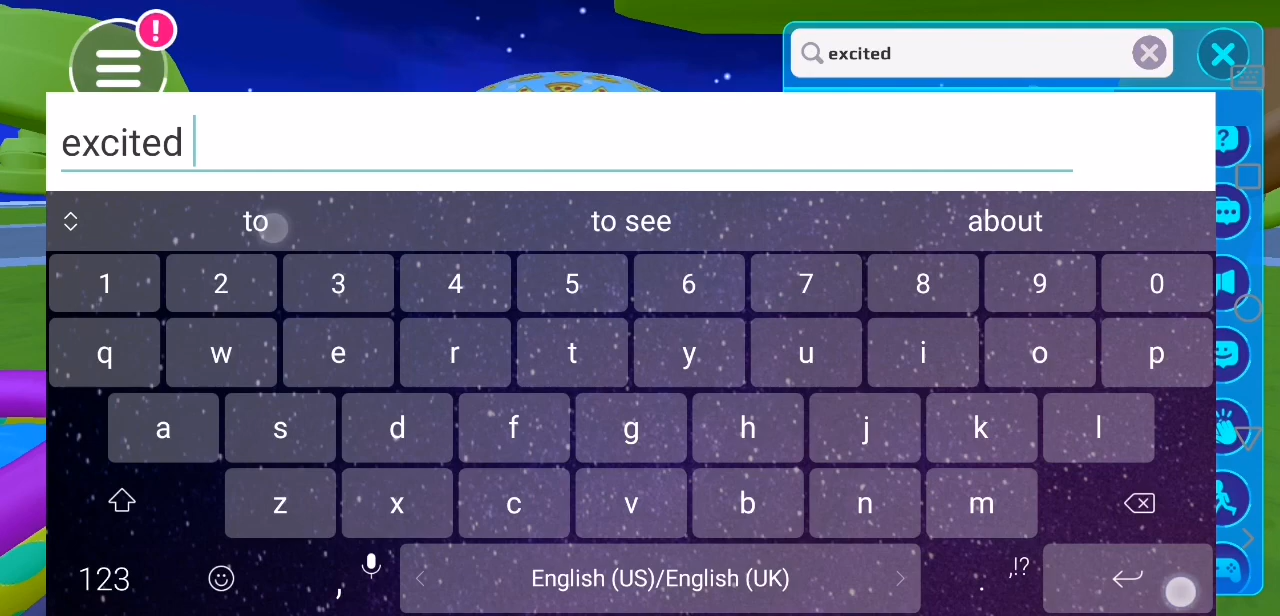 !
excited
excited
to to see about
1 2 3 4 5 6 7 8 9 0
q w e r t y u i o p
a s d f g h j k l
z x c v b n m
123 , English (US)/English (UK) ,!? .
?